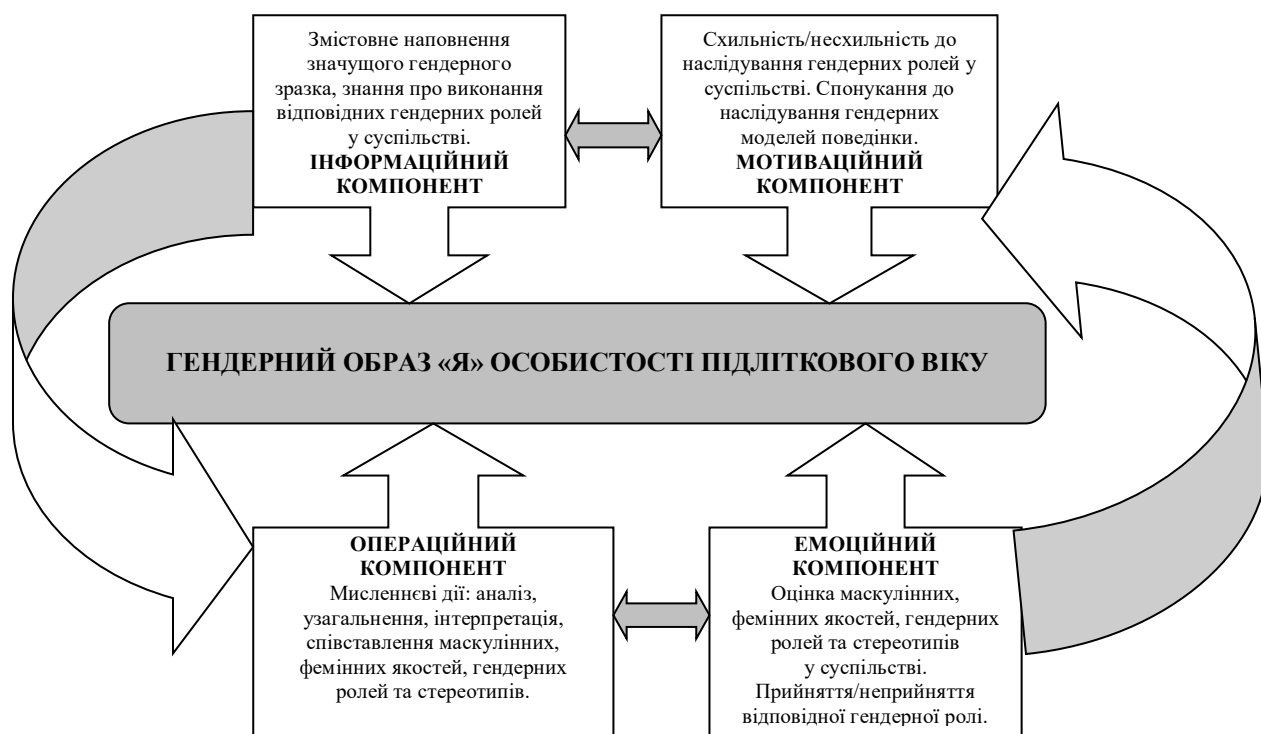 Змістовне наповнення
значущого гендерного
зразка, знання про виконання
відповідних гендерних ролей
у суспільстві.
ІНФОРМАЦІЙНИЙ
КОМПОНЕНТ
Схильність/несхильність до
наслідування гендерних ролей у
суспільстві. Спонукання до
наслідування гендерних
моделей поведінки.
МОТИВАЦІЙНИЙ
КОМПОНЕНТ
ГЕНДЕРНИЙ ОБРАЗ «Я» ОСОБИСТОСТІ ПІДЛІТКОВОГО ВІКУ
ОПЕРАЦІЙНИЙ
КОМПОНЕНТ
Мисленнєві дії: аналіз,
узагальнення, інтерпретація,
співставлення маскулінних,
фемінних якостей, гендерних
ролей та стереотипів.
ЕМОЦІЙНИЙ
КОМПОНЕНТ
Оцінка маскулінних,
фемінних якостей, гендерних
ролей та стереотипів
у суспільстві.
Прийняття/неприйняття
відповідної гендерної ролі.